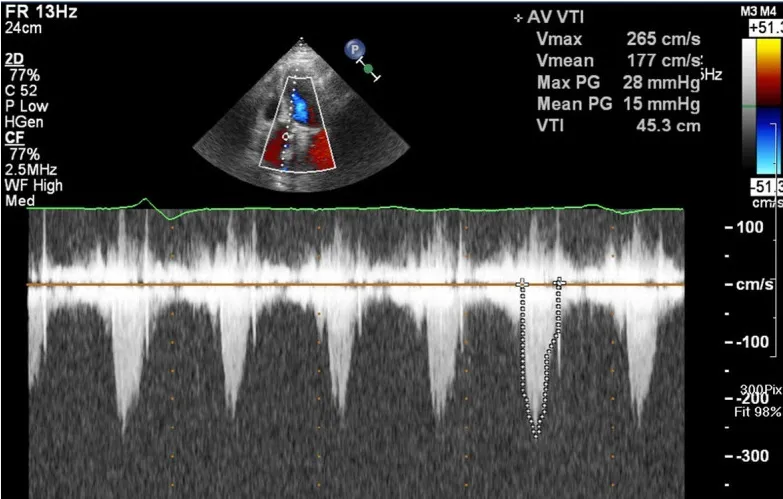 FR 13Hz
24cm
2D
77%
C 52
P Low
HGen
CF
77%
2.5MHz
WF High
Med
P
AV VTI
Vmax 265 cm/s
Vmean 177 cm/s
Max PG 28 mmHg
Mean PG 15 mmHg
VTI 45.3 cm
5Hz
M3 M4
+51.3
-51.3
cm/s
100
cm/s
-100
300Pix
-200
Fit 98%
-300